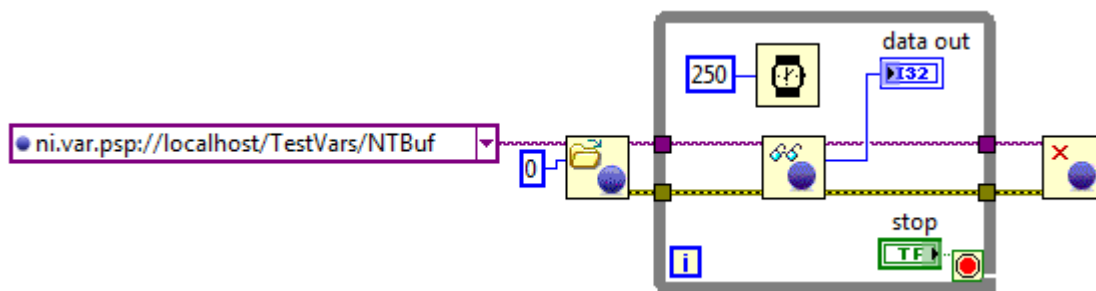 data out
250
I32
ni.var.psp://localhost/TestVars/NTBuf
0
stop
TF
i